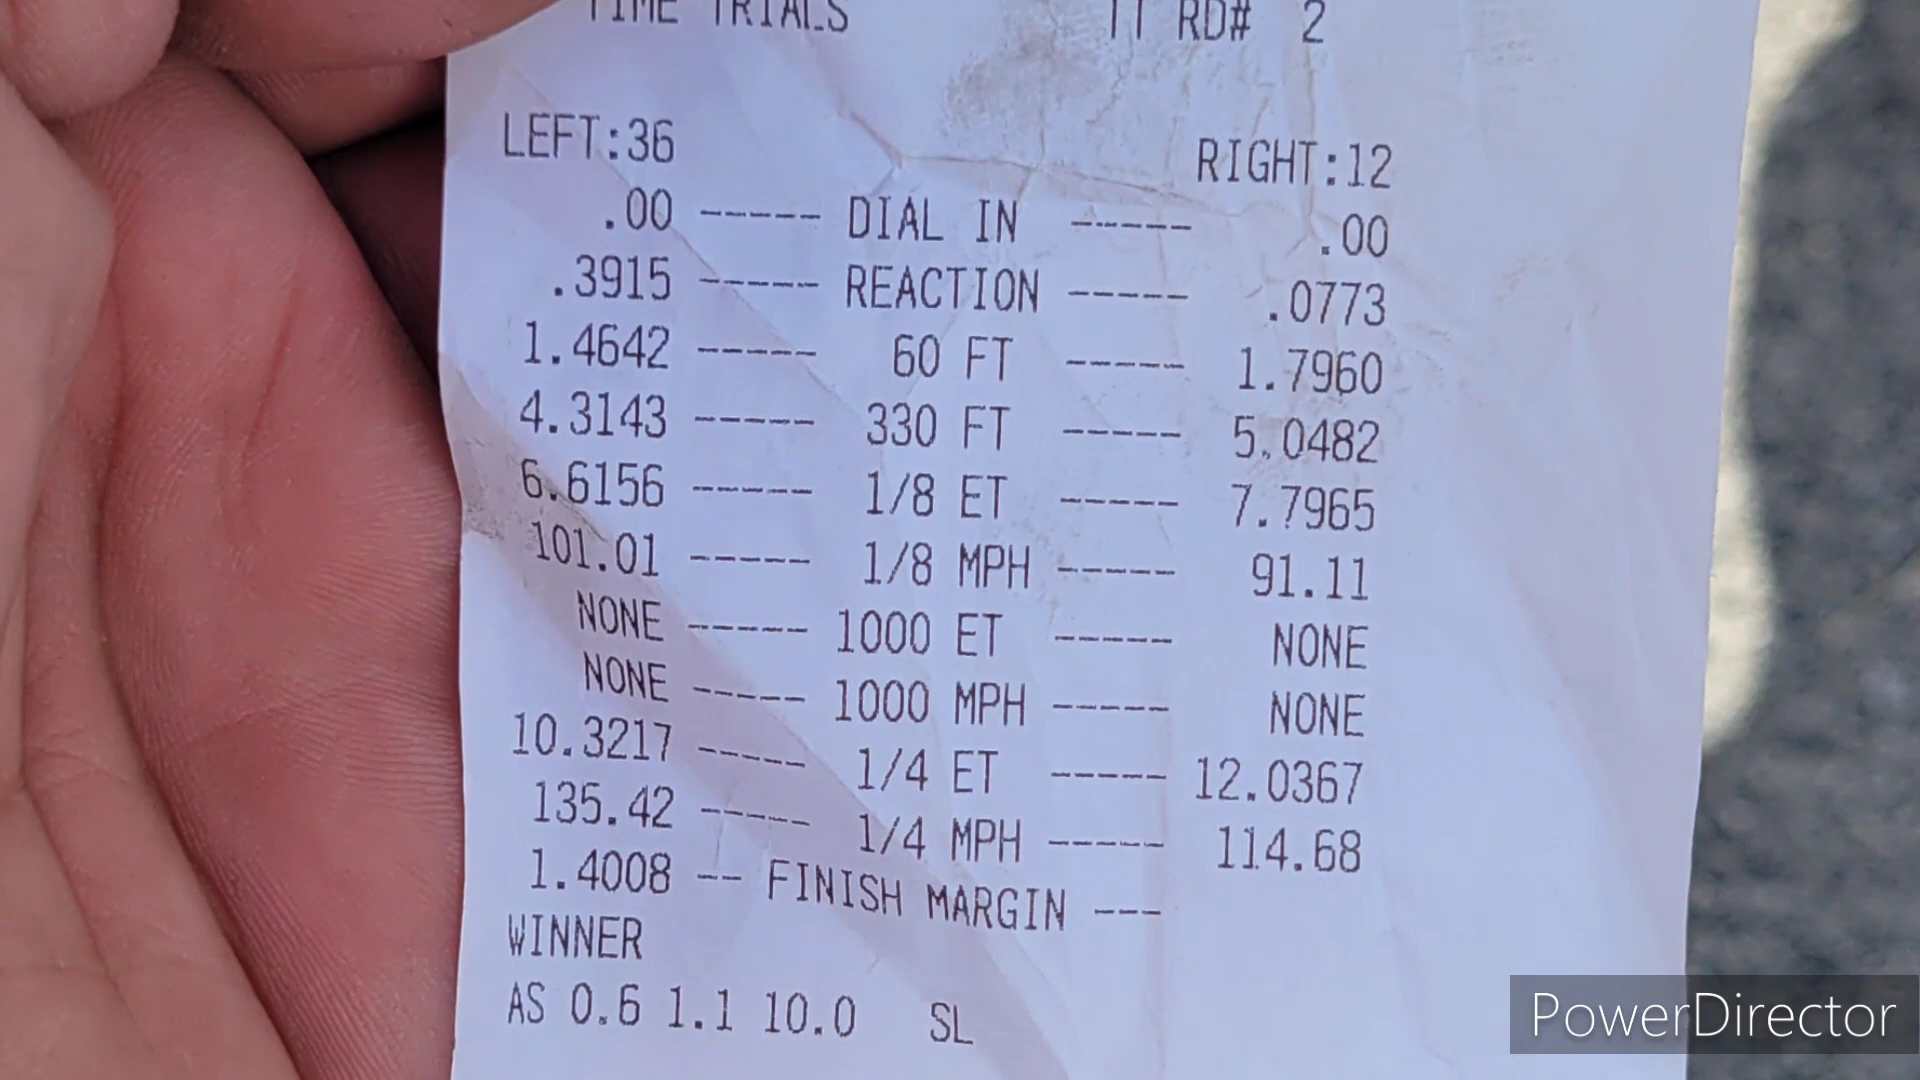 TIME TRIALS TT RD# 2
LEFT:36 RIGHT:12
.00 ----- DIAL IN ----- .00
.3915 ----- REACTION ----- .0773
1.4642 ----- 60 FT ----- 1.7960
4.3143 ----- 330 FT ----- 5.0482
6.6156 ----- 1/8 ET ----- 7.7965
101.01 ----- 1/8 MPH ----- 91.11
NONE ----- 1000 ET ----- NONE
NONE ----- 1000 MPH ----- NONE
10.3217 ----- 1/4 ET ----- 12.0367
135.42 ----- 1/4 MPH ----- 114.68
1.4008 -- FINISH MARGIN ---
WINNER
AS 0.6 1.1 10.0 SL
PowerDirector